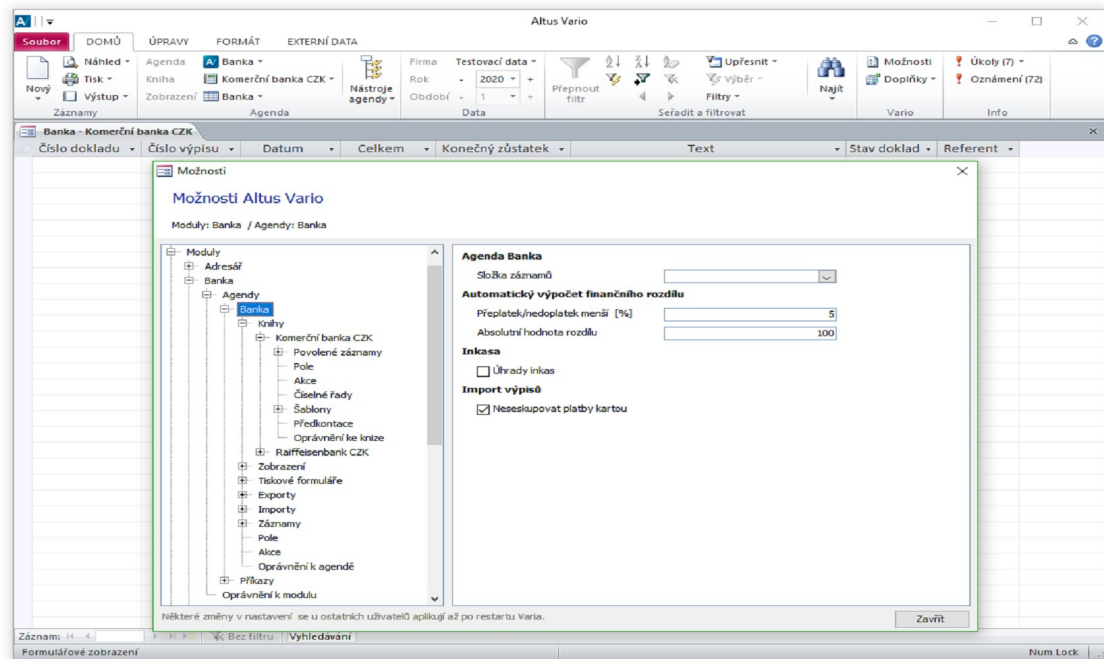 Altus Vario
Soubor DOMŮ ÚPRAVY FORMÁT EXTERNÍ DATA
Nový Náhled Agenda Banka Nástroje agendy Firma Testovací data Přepnout filtr Upřesnit Najít Možnosti Úkoly (7)
Tisk Kniha Komerční banka CZK Rok - 2020 + Výběr Doplňky Oznámení (72)
Výstup Zobrazení Banka Období - 1 + Filtry
Záznamy Agenda Data Seřadit a filtrovat Vario Info
Banka - Komerční banka CZK
Číslo dokladu Číslo výpisu Datum Celkem Konečný zůstatek Text Stav doklad Referent
Možnosti
Možnosti Altus Vario
Moduly: Banka / Agendy: Banka
Moduly
Adresář
Banka
Agendy
Banka
Knihy
Komerční banka CZK
Povolené záznamy
Pole
Akce
Číselné řady
Šablony
Předkontace
Oprávnění ke knize
Raiffeisenbank CZK
Zobrazení
Tiskové formuláře
Exporty
Importy
Záznamy
Pole
Akce
Oprávnění k agendě
Příkazy
Oprávnění k modulu
Agenda Banka
Složka záznamů
Automatický výpočet finančního rozdílu
Přeplatek/nedoplatek menší [%] 5
Absolutní hodnota rozdílu 100
Inkasa
Úhrady inkas
Import výpisů
Neseskupovat platby kartou
Některé změny v nastavení se u ostatních uživatelů aplikují až po restartu Varia.
Zavřít
Záznam: Bez filtru Vyhledávání
Formulářové zobrazení Num Lock